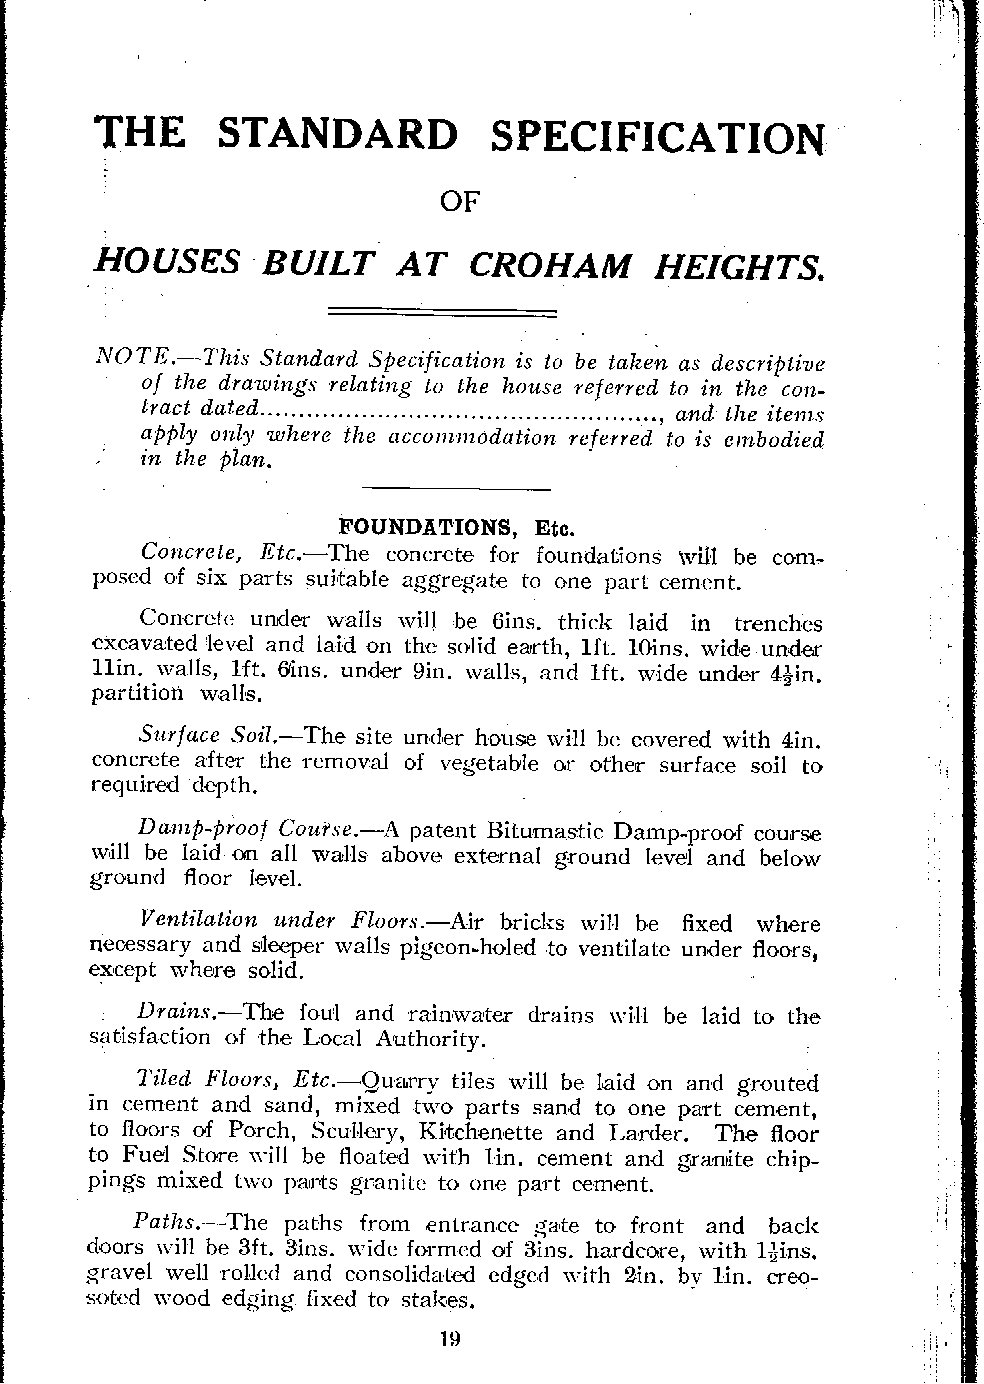 THE STANDARD SPECIFICATION
OF
HOUSES BUILT AT CROHAM HEIGHTS.
NOTE.—This Standard Specification is to be taken as descriptive
of the drawings relating to the house referred to in the con-
tract dated..................................................., and the items
apply only where the accommodation referred to is embodied
in the plan.
FOUNDATIONS, Etc.
Concrete, Etc.—The concrete for foundations will be com-
posed of six parts suitable aggregate to one part cement.
Concrete under walls will be 6ins. thick laid in trenches
excavated level and laid on the solid earth, 1ft. 10ins. wide under
11in. walls, 1ft. 6ins. under 9in. walls, and 1ft. wide under 4½in.
partition walls.
Surface Soil.—The site under house will be covered with 4in.
concrete after the removal of vegetable or other surface soil to
required depth.
Damp-proof Course.—A patent Bitumastic Damp-proof course
will be laid on all walls above external ground level and below
ground floor level.
Ventilation under Floors.—Air bricks will be fixed where
necessary and sleeper walls pigeon-holed to ventilate under floors,
except where solid.
Drains.—The foul and rainwater drains will be laid to the
satisfaction of the Local Authority.
Tiled Floors, Etc.—Quarry tiles will be laid on and grouted
in cement and sand, mixed two parts sand to one part cement,
to floors of Porch, Scullery, Kitchenette and Larder. The floor
to Fuel Store will be floated with 1in. cement and granite chip-
pings mixed two parts granite to one part cement.
Paths.—The paths from entrance gate to front and back
doors will be 3ft. 3ins. wide formed of 3ins. hardcore, with 1½ins.
gravel well rolled and consolidated edged with 2in. by 1in. creo-
soted wood edging fixed to stakes.
19